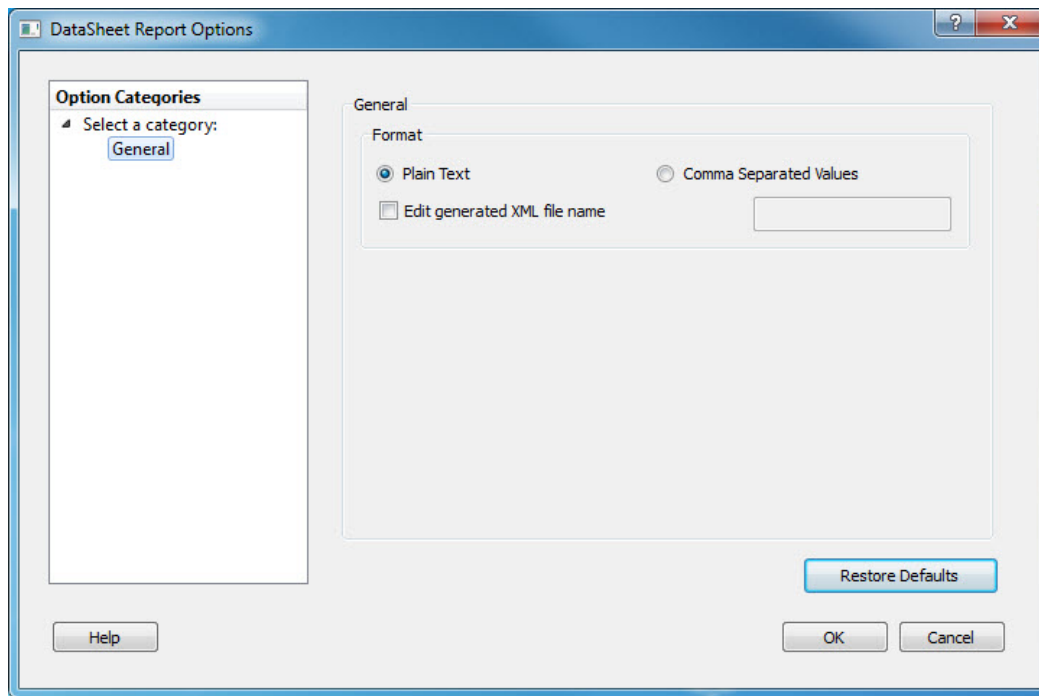 DataSheet Report Options
Option Categories
Select a category:
General
General
Format
Plain Text
Comma Separated Values
Edit generated XML file name
Restore Defaults
Help
OK
Cancel